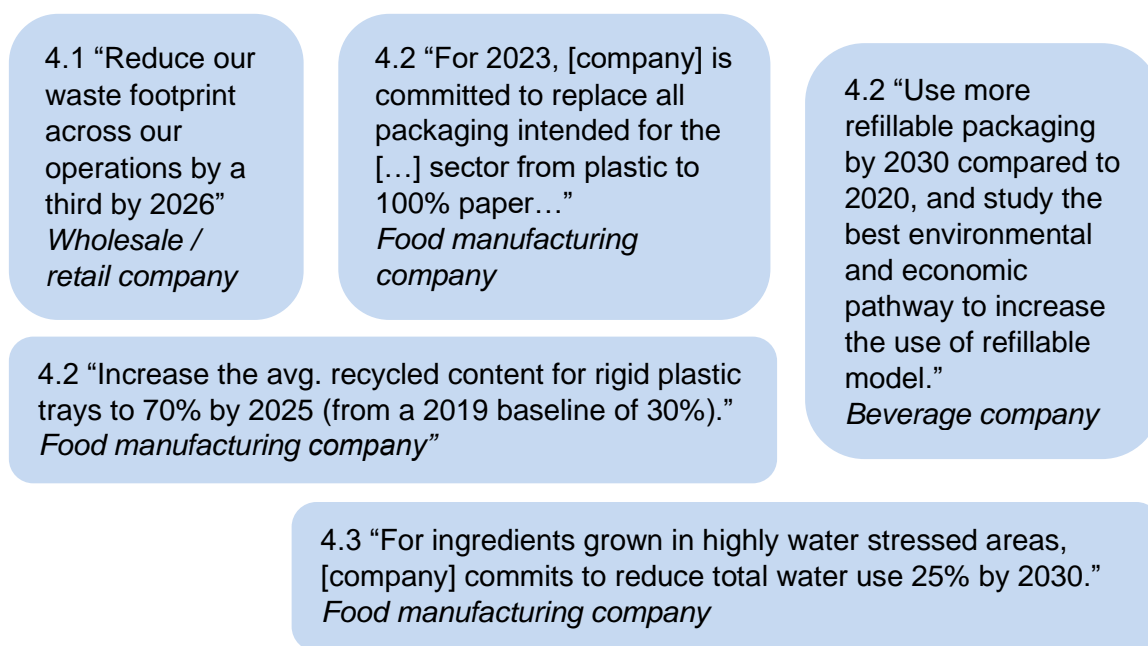 4.1 “Reduce our
waste footprint
across our
operations by a
third by 2026”
Wholesale /
retail company
4.2 “For 2023, [company] is
committed to replace all
packaging intended for the
[…] sector from plastic to
100% paper…”
Food manufacturing
company
4.2 “Use more
refillable packaging
by 2030 compared to
2020, and study the
best environmental
and economic
pathway to increase
the use of refillable
model.”
Beverage company
4.2 “Increase the avg. recycled content for rigid plastic
trays to 70% by 2025 (from a 2019 baseline of 30%).”
Food manufacturing company”
4.3 “For ingredients grown in highly water stressed areas,
[company] commits to reduce total water use 25% by 2030.”
Food manufacturing company